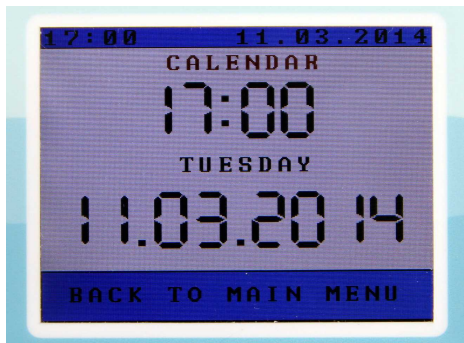 17:00 11.03.2014
CALENDAR
17:00
TUESDAY
11.03.2014
BACK TO MAIN MENU